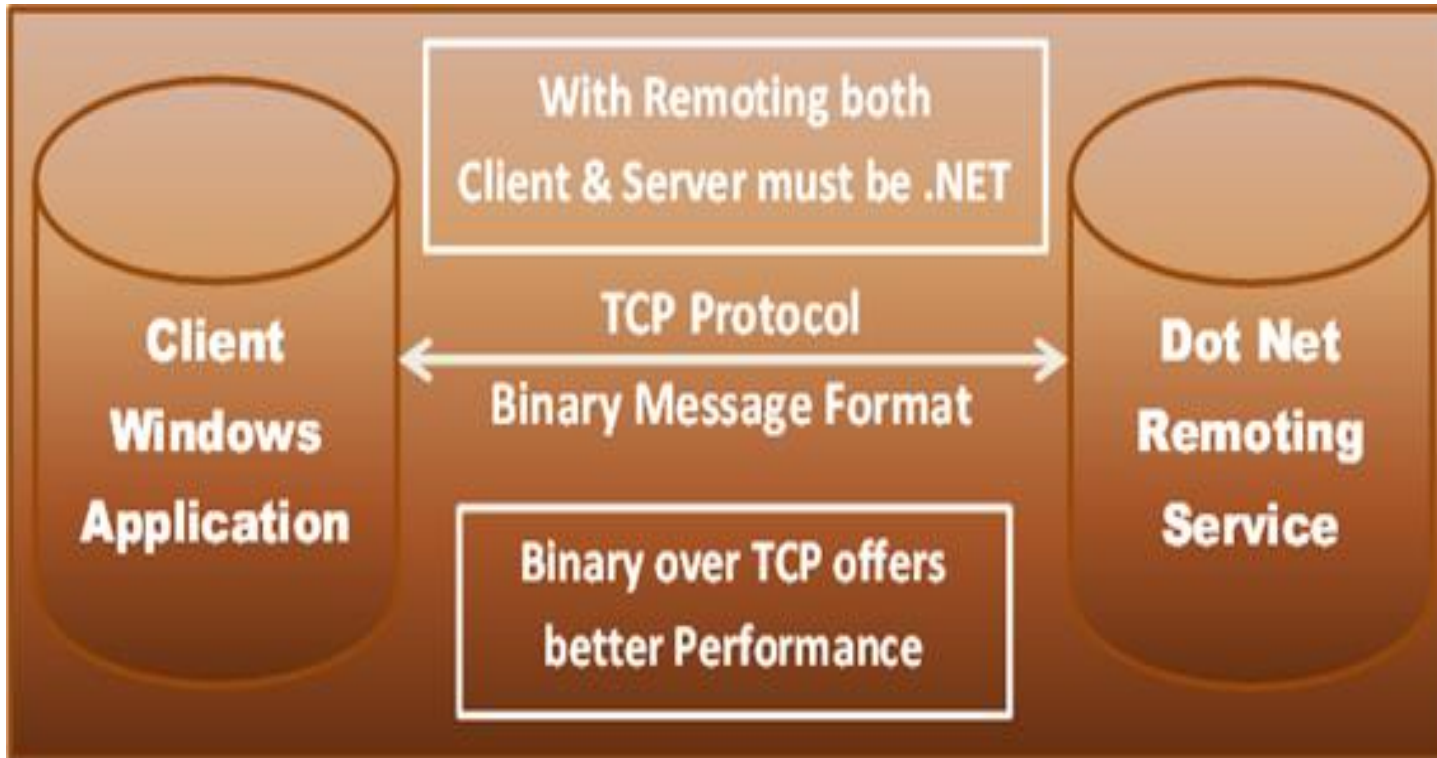 With Remoting both
Client & Server must be .NET
Client
Windows
Application
TCP Protocol
Binary Message Format
Dot Net
Remoting
Service
Binary over TCP offers
better Performance